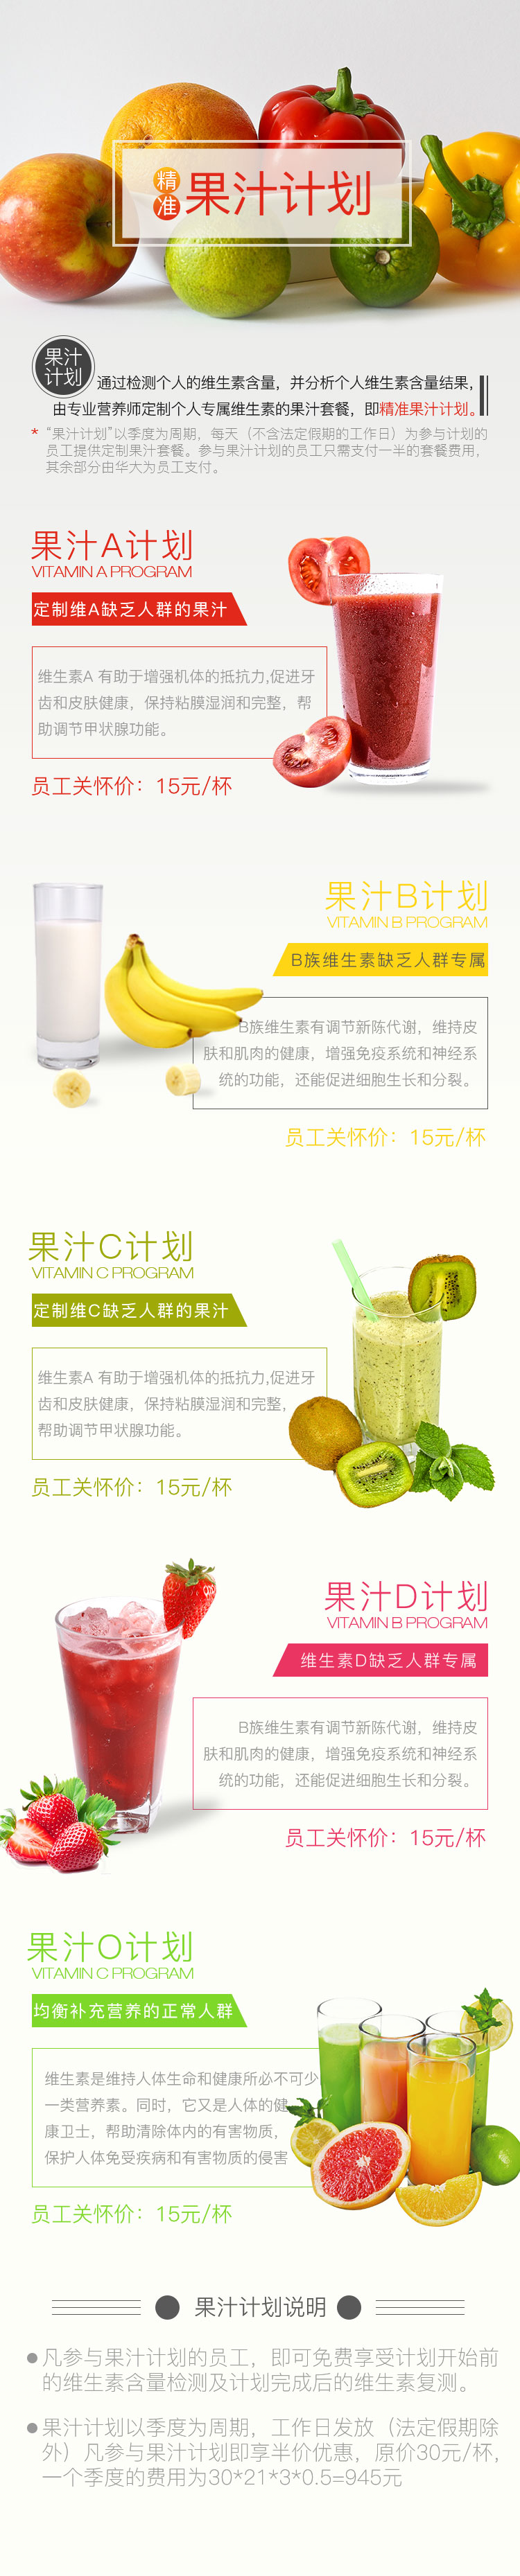 精准
果汁计划
果汁
计划
通过检测个人的维生素含量，并分析个人维生素含量结果，
由专业营养师定制个人专属维生素的果汁套餐，即精准果汁计划。
* “果汁计划”以季度为周期，每天（不含法定假期的工作日）为参与计划的
员工提供定制果汁套餐。参与果汁计划的员工只需支付一半的套餐费用，
其余部分由华大为员工支付。
果汁A计划
VITAMIN A PROGRAM
定制维A缺乏人群的果汁
维生素A 有助于增强机体的抵抗力,促进牙
齿和皮肤健康，保持粘膜湿润和完整，帮
助调节甲状腺功能。
员工关怀价：15元/杯
果汁B计划
VITAMIN B PROGRAM
B族维生素缺乏人群专属
B族维生素有调节新陈代谢，维持皮
肤和肌肉的健康，增强免疫系统和神经系
统的功能，还能促进细胞生长和分裂。
员工关怀价：15元/杯
果汁C计划
VITAMIN C PROGRAM
定制维C缺乏人群的果汁
维生素A 有助于增强机体的抵抗力,促进牙
齿和皮肤健康，保持粘膜湿润和完整，
帮助调节甲状腺功能。
员工关怀价：15元/杯
果汁D计划
VITAMIN B PROGRAM
维生素D缺乏人群专属
B族维生素有调节新陈代谢，维持皮
肤和肌肉的健康，增强免疫系统和神经系
统的功能，还能促进细胞生长和分裂。
员工关怀价：15元/杯
果汁O计划
VITAMIN C PROGRAM
均衡补充营养的正常人群
维生素是维持人体生命和健康所必不可少
一类营养素。同时，它又是人体的健
康卫士，帮助清除体内的有害物质，
保护人体免受疾病和有害物质的侵害
员工关怀价：15元/杯
果汁计划说明
凡参与果汁计划的员工，即可免费享受计划开始前
的维生素含量检测及计划完成后的维生素复测。
果汁计划以季度为周期，工作日发放（法定假期除
外）凡参与果汁计划即享半价优惠，原价30元/杯，
一个季度的费用为30*21*3*0.5=945元